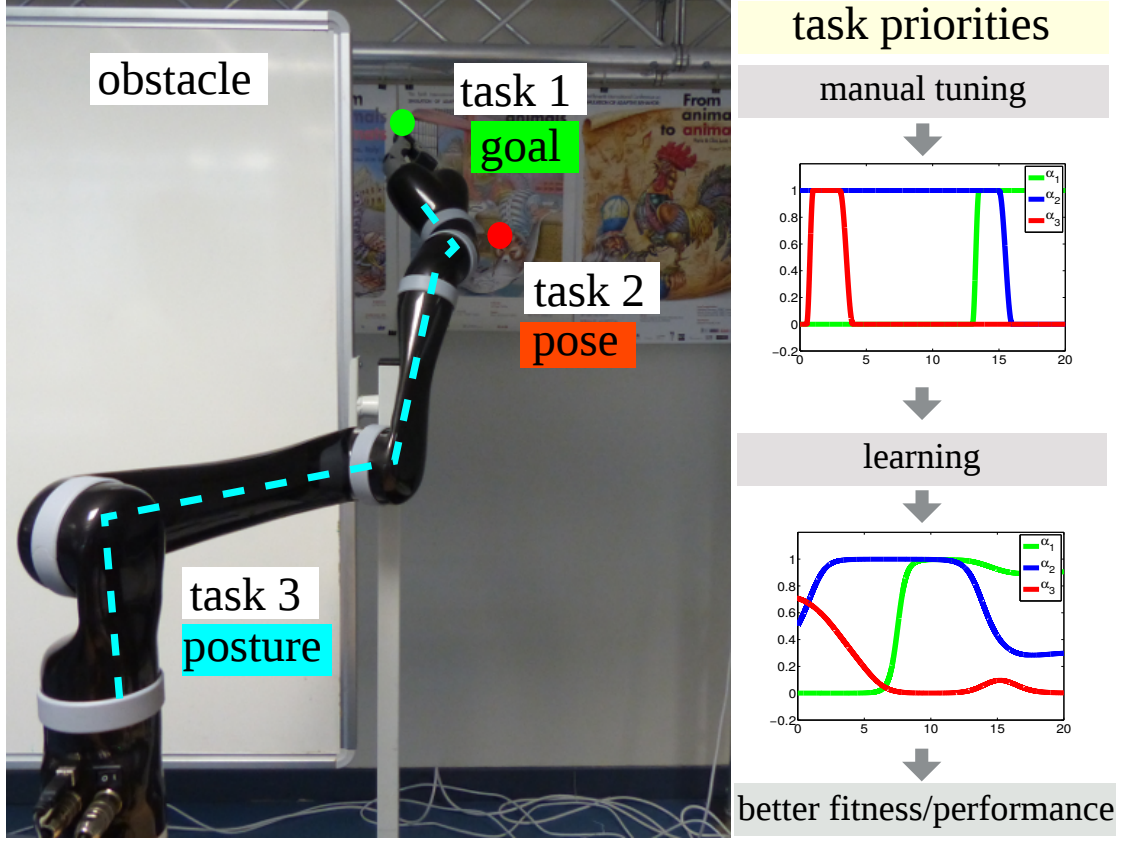 obstacle
task 1
goal
task 2
pose
task 3
posture
From
animals
to animals
0 1
task priorities
manual tuning
α1
α2
α3
1
0.8
0.6
0.4
0.2
0
−0.2
0 5 10 15 20
learning
α1
α2
α3
1
0.8
0.6
0.4
0.2
0
−0.2
0 5 10 15 20
better fitness/performance